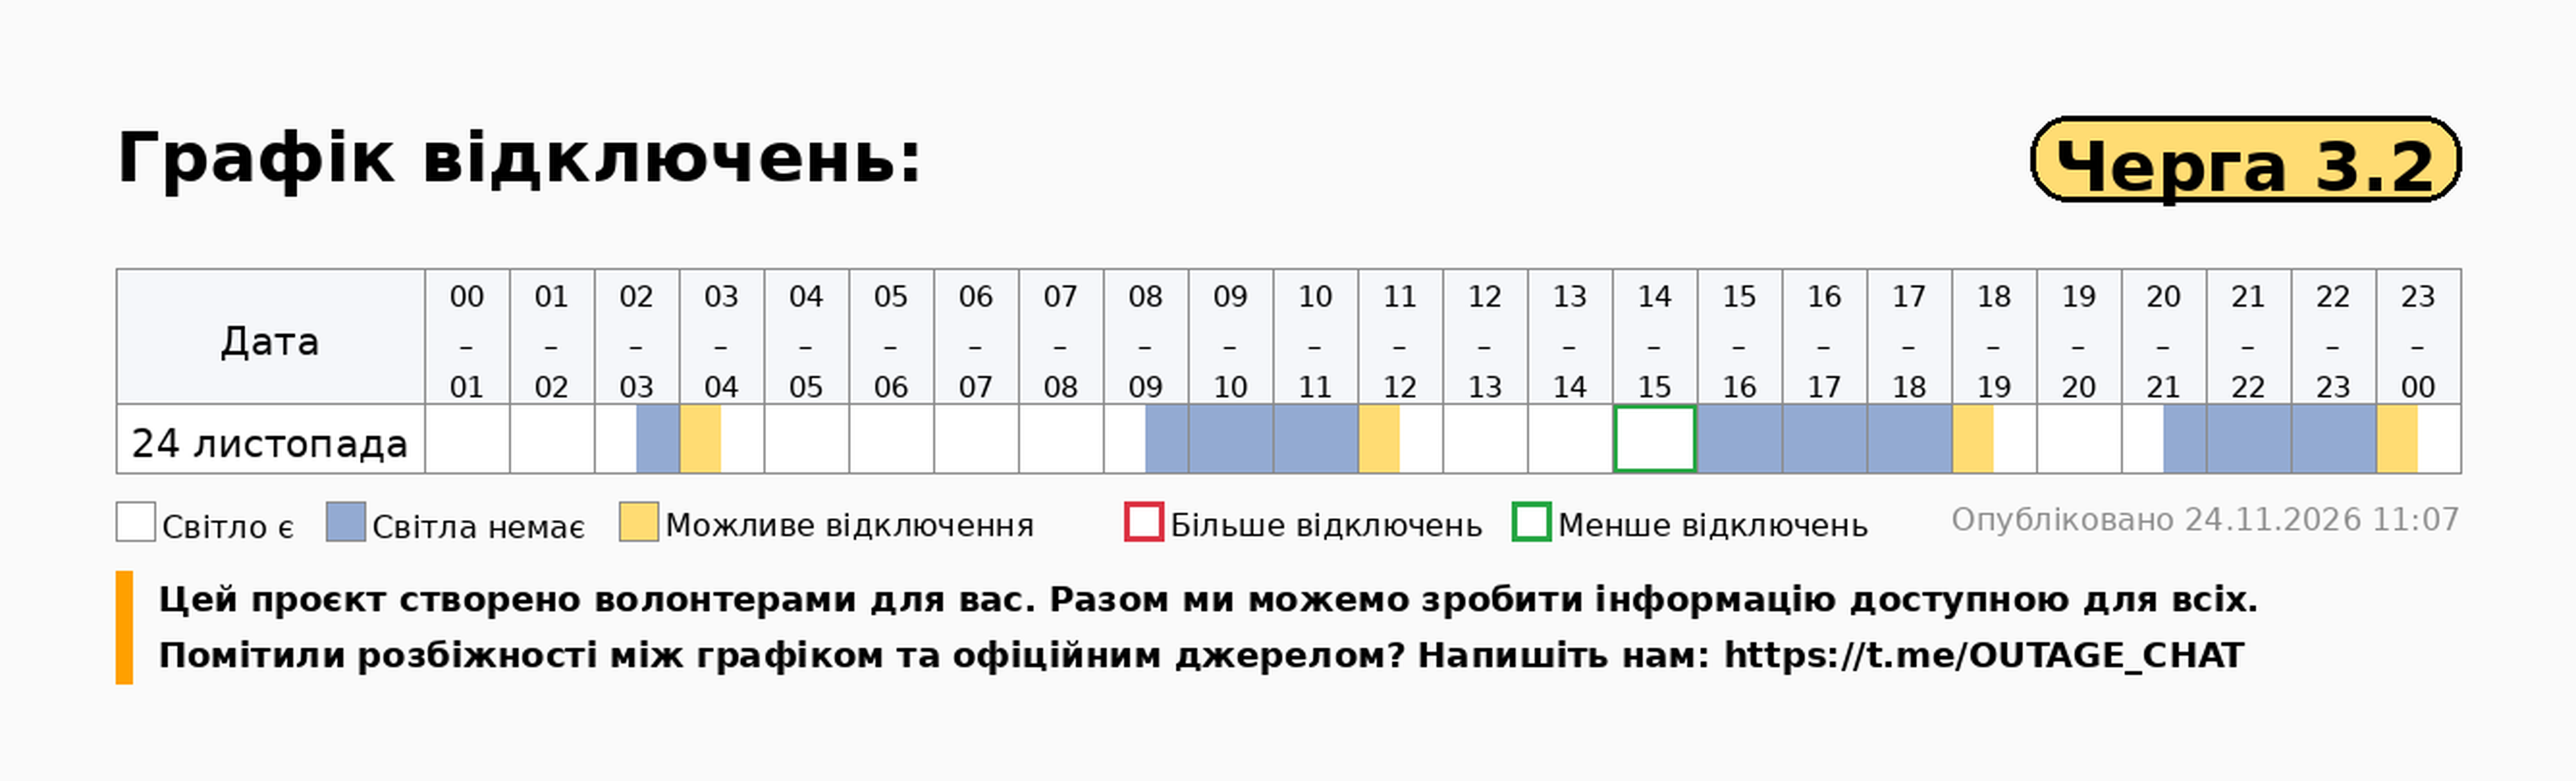 Графік відключень:
Черга 3.2
Дата
00 – 01
01 – 02
02 – 03
03 – 04
04 – 05
05 – 06
06 – 07
07 – 08
08 – 09
09 – 10
10 – 11
11 – 12
12 – 13
13 – 14
14 – 15
15 – 16
16 – 17
17 – 18
18 – 19
19 – 20
20 – 21
21 – 22
22 – 23
23 – 00
24 листопада
Світло є
Світла немає
Можливе відключення
Більше відключень
Менше відключень
Опубліковано 24.11.2026 11:07
Цей проєкт створено волонтерами для вас. Разом ми можемо зробити інформацію доступною для всіх.
Помітили розбіжності між графіком та офіційним джерелом? Напишіть нам: https://t.me/OUTAGE_CHAT